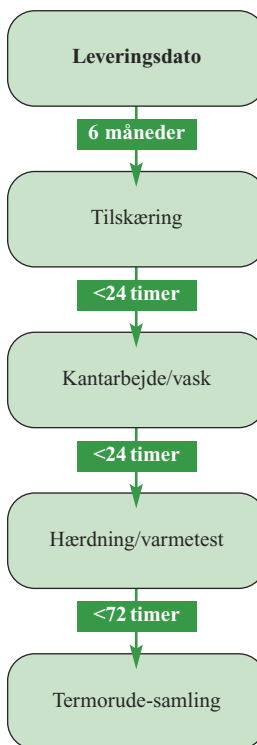 Leveringsdato
6 måneder
Tilskæring
<24 timer
Kantarbejde/vask
<24 timer
Hærdning/varmetest
<72 timer
Termorude-samling